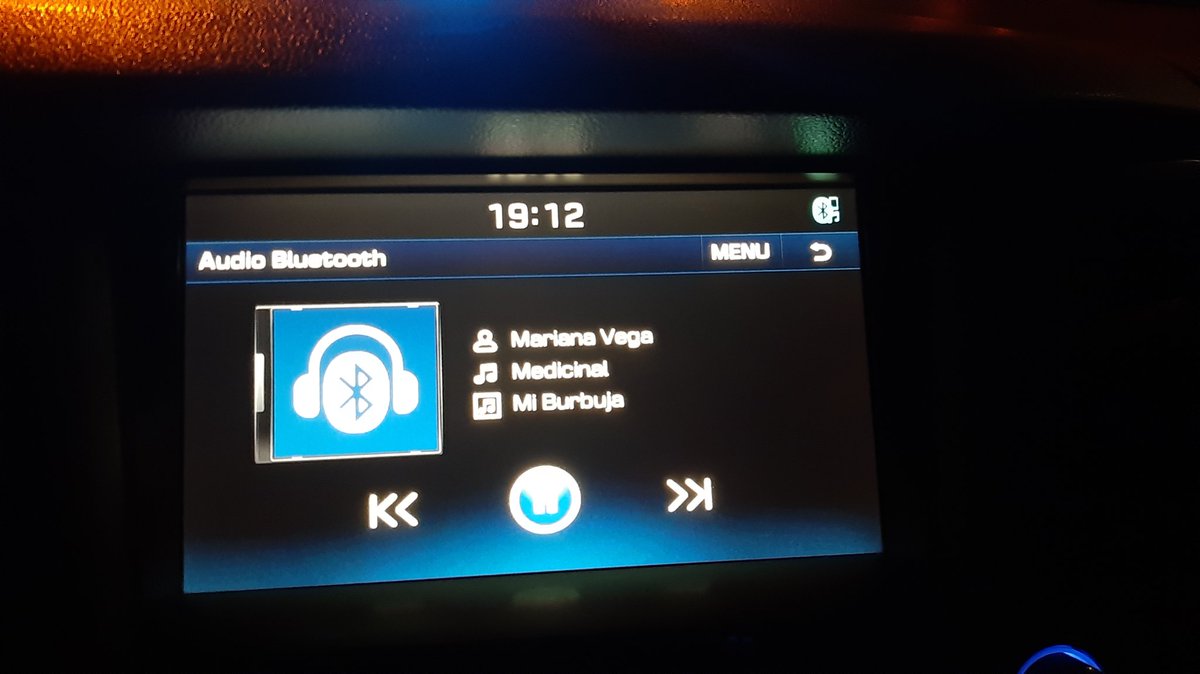 19:12
Audio Bluetooth
MENU
Mariana Vega
Medicinal
Mi Burbuja